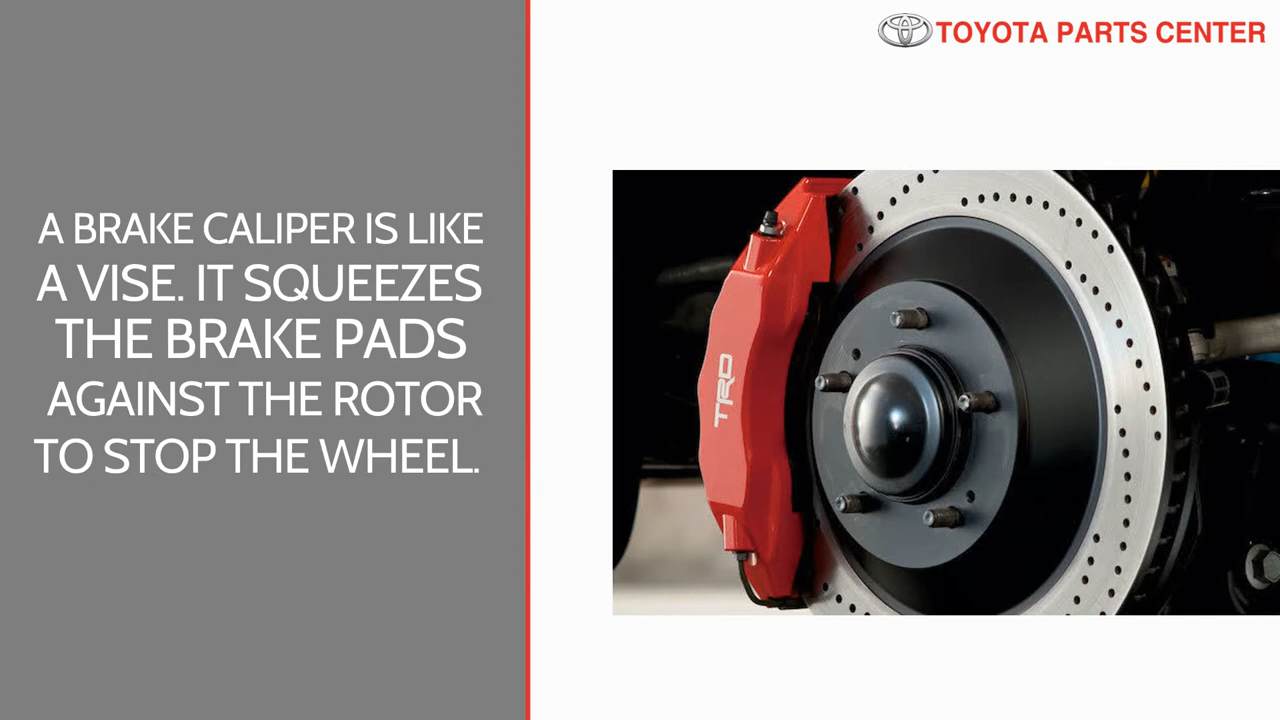 TOYOTA PARTS CENTER
A BRAKE CALIPER IS LIKE
A VISE. IT SQUEEZES
THE BRAKE PADS
AGAINST THE ROTOR
TO STOP THE WHEEL.
TRD